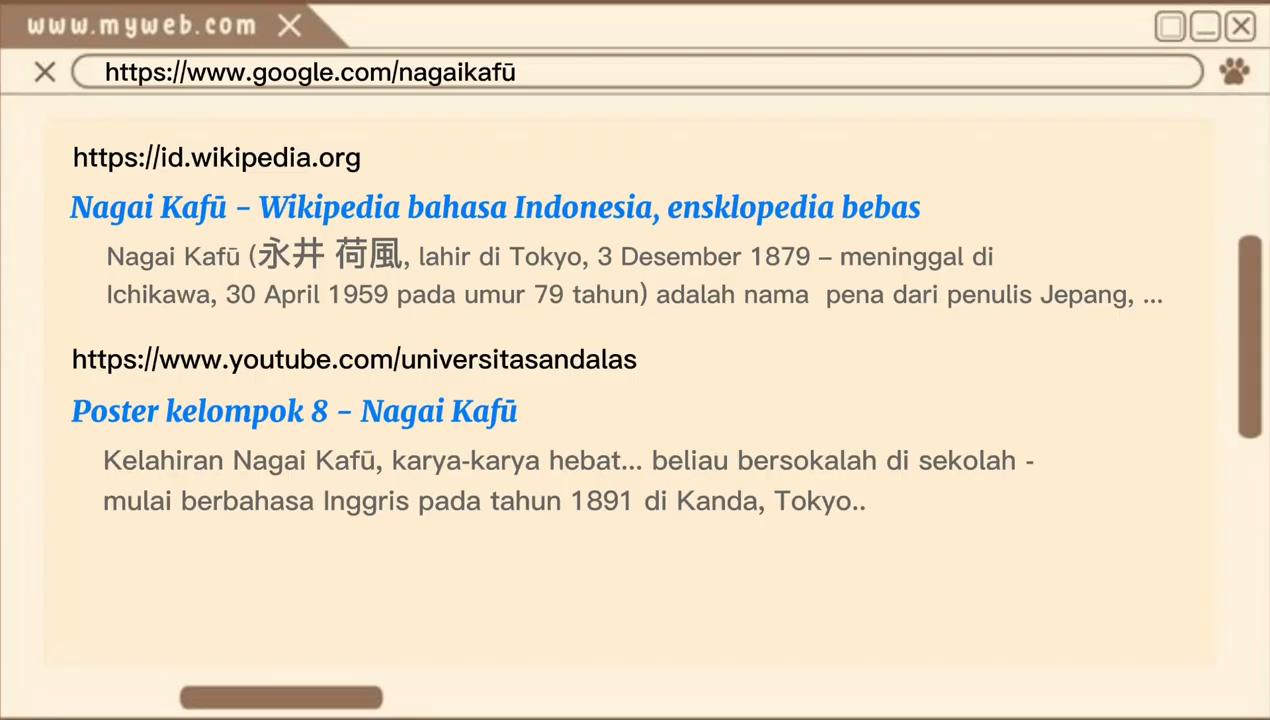 www.myweb.com
https://www.google.com/nagaikafū
https://id.wikipedia.org
Nagai Kafū – Wikipedia bahasa Indonesia, ensklopedia bebas
Nagai Kafū (永井 荷風, lahir di Tokyo, 3 Desember 1879 – meninggal di
Ichikawa, 30 April 1959 pada umur 79 tahun) adalah nama pena dari penulis Jepang, ...
https://www.youtube.com/universitasandalas
Poster kelompok 8 – Nagai Kafū
Kelahiran Nagai Kafū, karya-karya hebat... beliau bersokalah di sekolah -
mulai berbahasa Inggris pada tahun 1891 di Kanda, Tokyo..